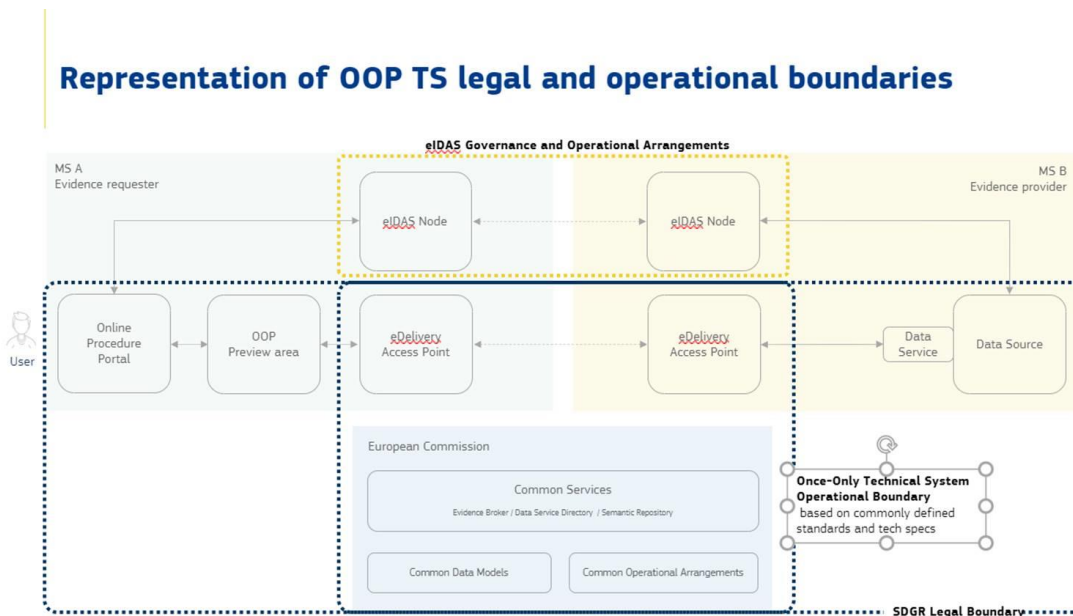 Representation of OOP TS legal and operational boundaries
eIDAS Governance and Operational Arrangements
MS A
Evidence requester
MS B
Evidence provider
eIDAS Node
eIDAS Node
User
Online
Procedure
Portal
OOP
Preview area
eDelivery
Access Point
eDelivery
Access Point
Data
Service
Data Source
European Commission
Common Services
Evidence Broker / Data Service Directory / Semantic Repository
Common Data Models
Common Operational Arrangements
Once-Only Technical System
Operational Boundary
based on commonly defined
standards and tech specs
SDGR Legal Boundary